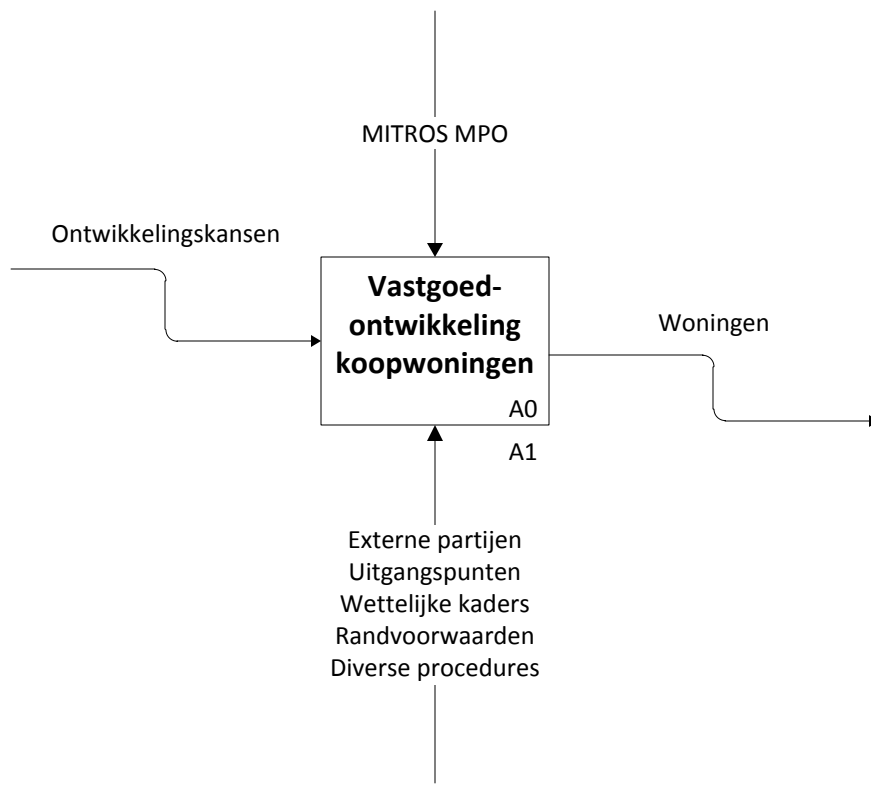 MITROS MPO
Ontwikkelingskansen
Vastgoed-
ontwikkeling
koopwoningen
A0
A1
Woningen
Externe partijen
Uitgangspunten
Wettelijke kaders
Randvoorwaarden
Diverse procedures